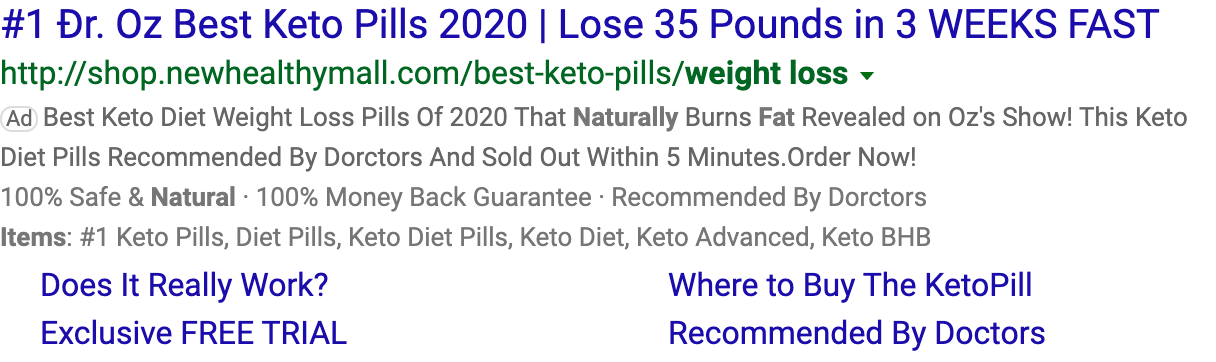 #1 Ðr. Oz Best Keto Pills 2020 | Lose 35 Pounds in 3 WEEKS FAST
http://shop.newhealthymall.com/best-keto-pills/weight loss
Ad Best Keto Diet Weight Loss Pills Of 2020 That Naturally Burns Fat Revealed on Oz's Show! This Keto
Diet Pills Recommended By Dorctors And Sold Out Within 5 Minutes.Order Now!
100% Safe & Natural · 100% Money Back Guarantee · Recommended By Dorctors
Items: #1 Keto Pills, Diet Pills, Keto Diet Pills, Keto Diet, Keto Advanced, Keto BHB
Does It Really Work? Where to Buy The KetoPill
Exclusive FREE TRIAL Recommended By Doctors